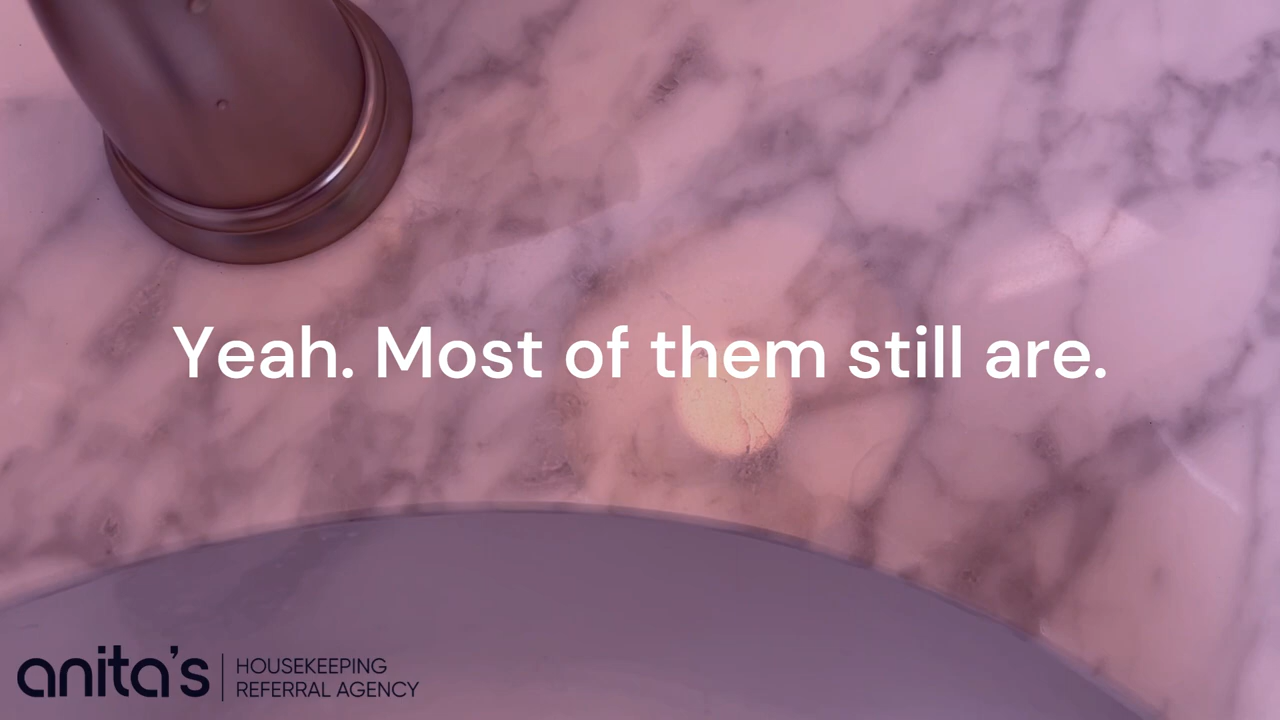 Yeah. Most of them still are.
anita's
HOUSEKEEPING
REFERRAL AGENCY